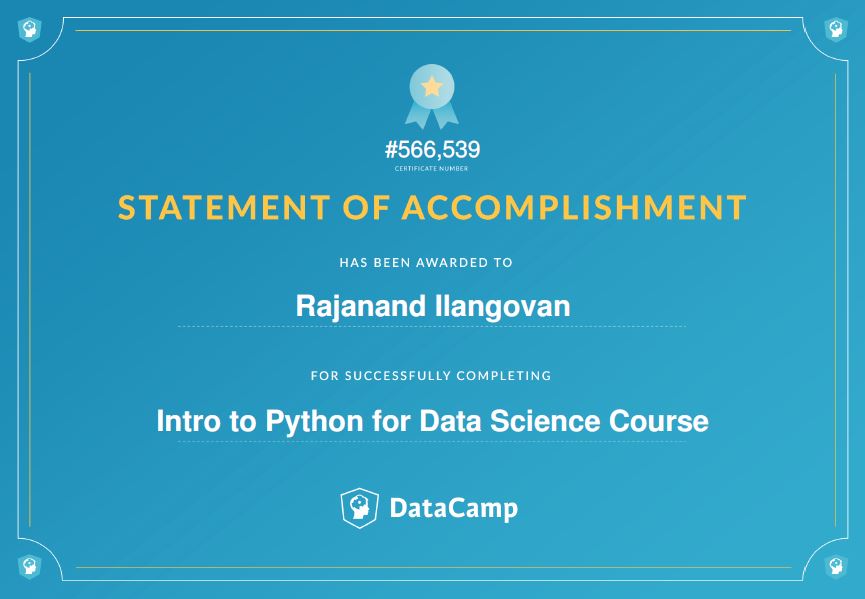 #566,539
CERTIFICATE NUMBER
STATEMENT OF ACCOMPLISHMENT
HAS BEEN AWARDED TO
Rajanand Ilangovan
FOR SUCCESSFULLY COMPLETING
Intro to Python for Data Science Course
DataCamp